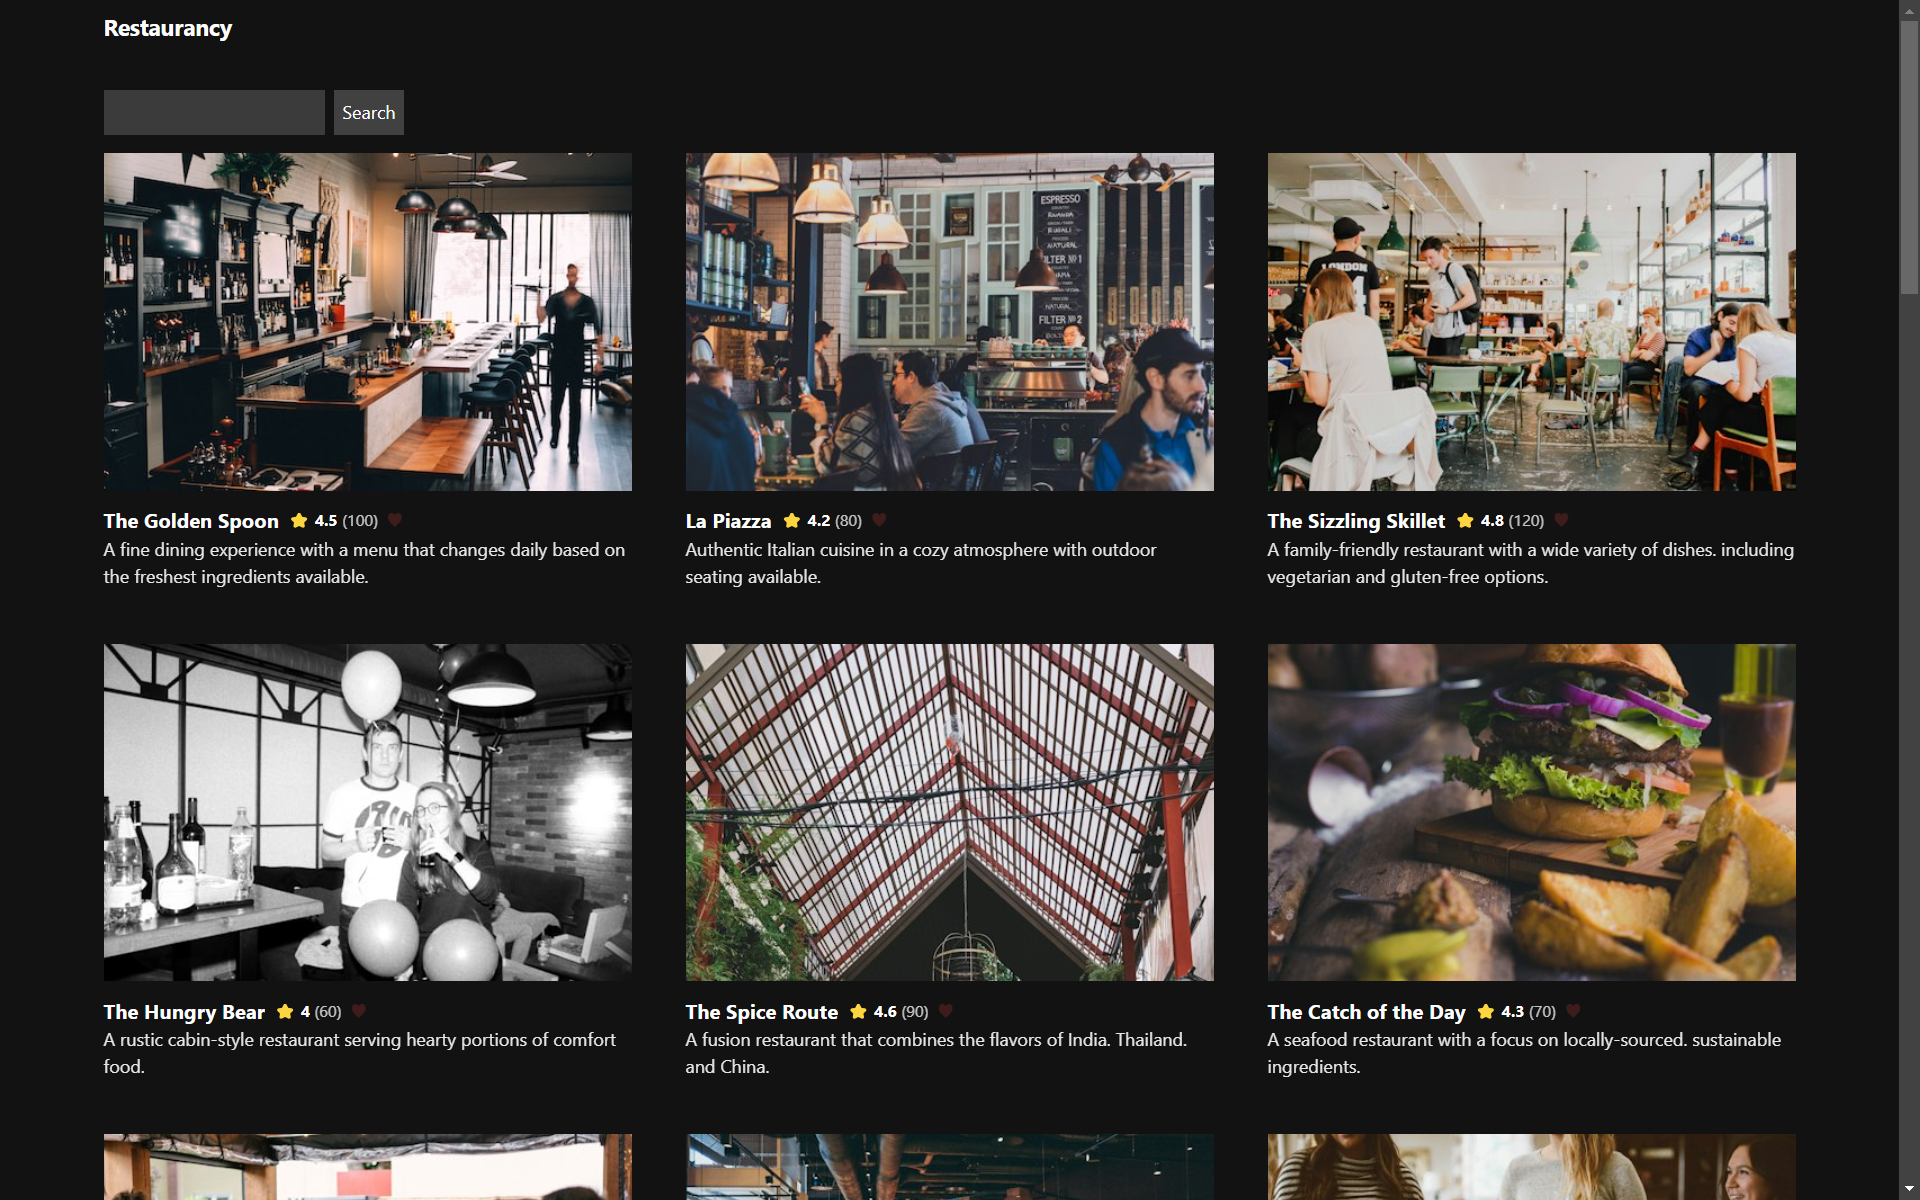 Restaurancy
Search
ESPRESSO
NATURAL
FILTER № 2
LONDON
The Golden Spoon 4.5 (100)
A fine dining experience with a menu that changes daily based on
the freshest ingredients available.
La Piazza 4.2 (80)
Authentic Italian cuisine in a cozy atmosphere with outdoor
seating available.
The Sizzling Skillet 4.8 (120)
A family-friendly restaurant with a wide variety of dishes. including
vegetarian and gluten-free options.
The Hungry Bear 4 (60)
A rustic cabin-style restaurant serving hearty portions of comfort
food.
The Spice Route 4.6 (90)
A fusion restaurant that combines the flavors of India. Thailand.
and China.
The Catch of the Day 4.3 (70)
A seafood restaurant with a focus on locally-sourced. sustainable
ingredients.